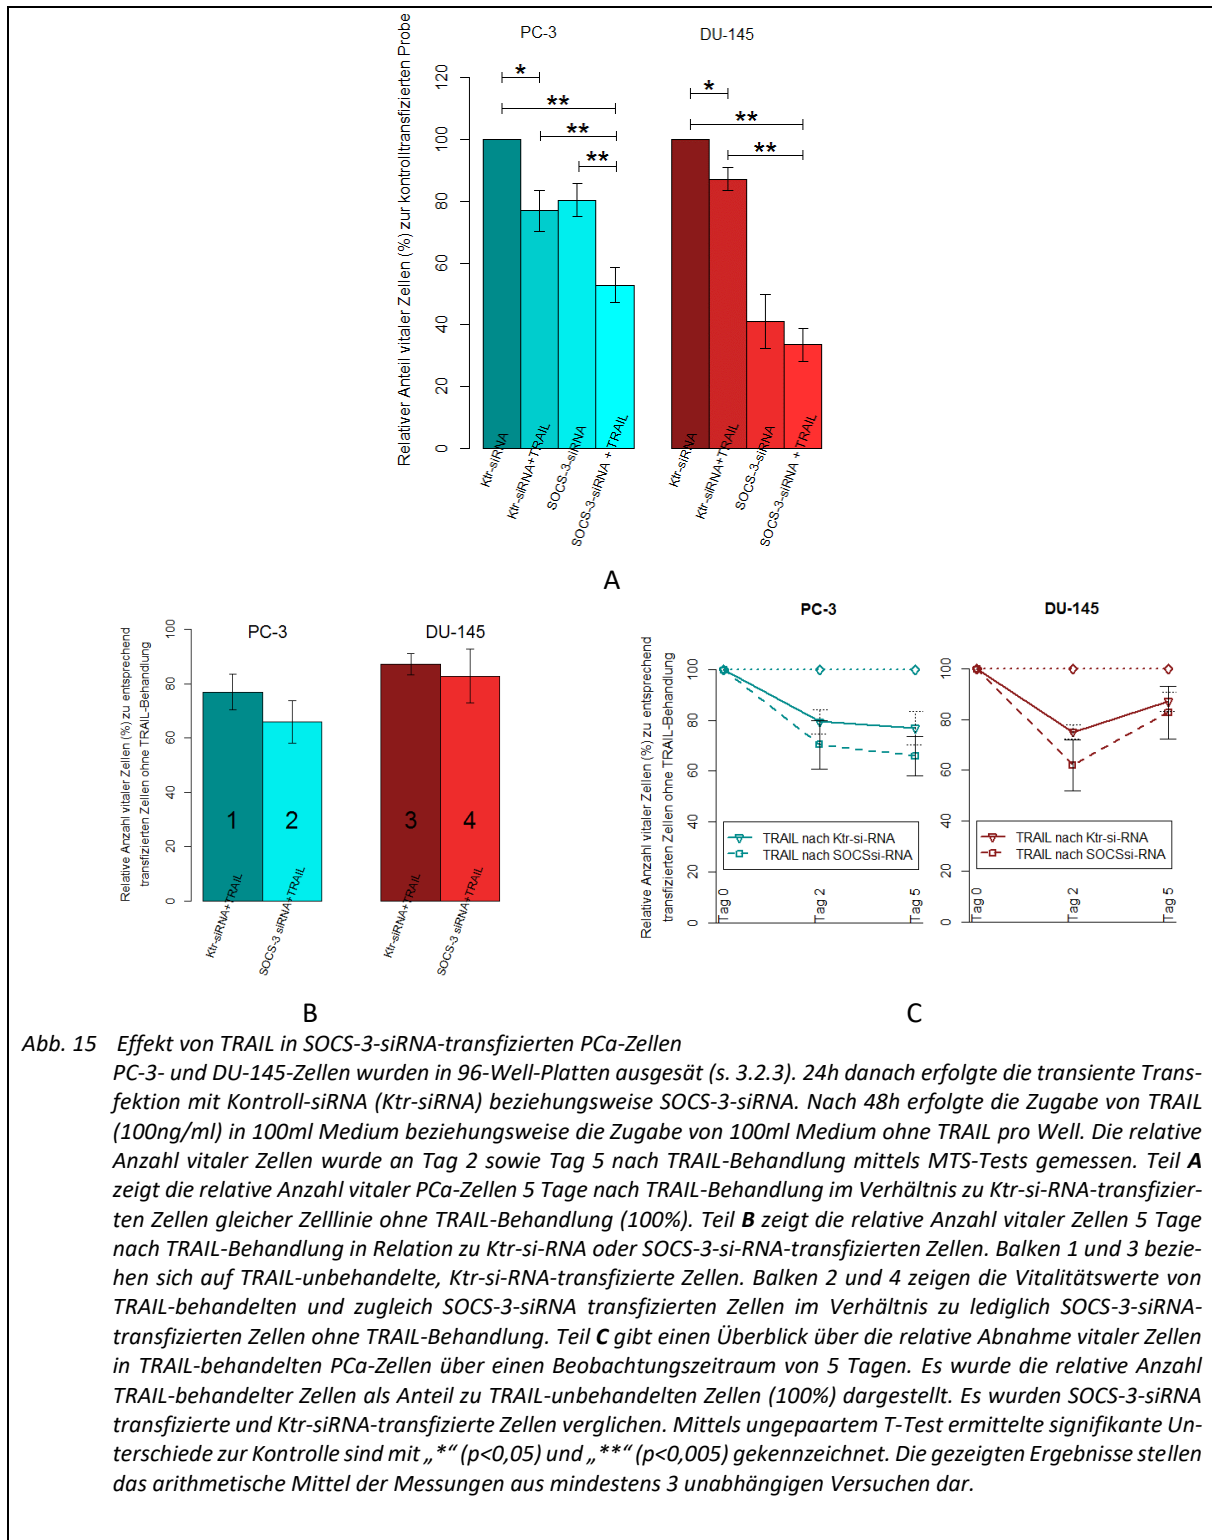 PC-3
DU-145
Relativer Anteil vitaler Zellen (%) zur kontrolltransfizierten Probe
120
100
80
60
40
20
0
*
**
**
**
*
**
**
Ktr-siRNA
Ktr-siRNA+TRAIL
SOCS-3-siRNA
SOCS-3-siRNA + TRAIL
Ktr-siRNA
Ktr-siRNA+TRAIL
SOCS-3-siRNA
SOCS-3-siRNA + TRAIL
A
PC-3
DU-145
Relative Anzahl vitaler Zellen (%) zu entsprechend
transfizierten Zellen ohne TRAIL-Behandlung
100
80
60
40
20
0
1
2
3
4
Ktr-siRNA+TRAIL
SOCS-3 siRNA+TRAIL
Ktr-siRNA+TRAIL
SOCS-3 siRNA+TRAIL
B
PC-3
DU-145
Relative Anzahl vitaler Zellen (%) zu entsprechend
transfizierten Zellen ohne TRAIL-Behandlung
100
80
60
40
20
0
TRAIL nach Ktr-si-RNA
TRAIL nach SOCSsi-RNA
Tag 0
Tag 2
Tag 5
100
80
60
40
20
0
TRAIL nach Ktr-si-RNA
TRAIL nach SOCSsi-RNA
Tag 0
Tag 2
Tag 5
C
Abb. 15 Effekt von TRAIL in SOCS-3-siRNA-transfizierten PCa-Zellen
PC-3- und DU-145-Zellen wurden in 96-Well-Platten ausgesät (s. 3.2.3). 24h danach erfolgte die transiente Trans-
fektion mit Kontroll-siRNA (Ktr-siRNA) beziehungsweise SOCS-3-siRNA. Nach 48h erfolgte die Zugabe von TRAIL
(100ng/ml) in 100ml Medium beziehungsweise die Zugabe von 100ml Medium ohne TRAIL pro Well. Die relative
Anzahl vitaler Zellen wurde an Tag 2 sowie Tag 5 nach TRAIL-Behandlung mittels MTS-Tests gemessen. Teil A
zeigt die relative Anzahl vitaler PCa-Zellen 5 Tage nach TRAIL-Behandlung im Verhältnis zu Ktr-si-RNA-transfizier-
ten Zellen gleicher Zelllinie ohne TRAIL-Behandlung (100%). Teil B zeigt die relative Anzahl vitaler Zellen 5 Tage
nach TRAIL-Behandlung in Relation zu Ktr-si-RNA oder SOCS-3-si-RNA-transfizierten Zellen. Balken 1 und 3 bezie-
hen sich auf TRAIL-unbehandelte, Ktr-si-RNA-transfizierte Zellen. Balken 2 und 4 zeigen die Vitalitätswerte von
TRAIL-behandelten und zugleich SOCS-3-siRNA transfizierten Zellen im Verhältnis zu lediglich SOCS-3-siRNA-
transfizierten Zellen ohne TRAIL-Behandlung. Teil C gibt einen Überblick über die relative Abnahme vitaler Zellen
in TRAIL-behandelten PCa-Zellen über einen Beobachtungszeitraum von 5 Tagen. Es wurde die relative Anzahl
TRAIL-behandelter Zellen als Anteil zu TRAIL-unbehandelten Zellen (100%) dargestellt. Es wurden SOCS-3-siRNA
transfizierte und Ktr-siRNA-transfizierte Zellen verglichen. Mittels ungepaartem T-Test ermittelte signifikante Un-
terschiede zur Kontrolle sind mit „*“ (p<0,05) und „**“ (p<0,005) gekennzeichnet. Die gezeigten Ergebnisse stellen
das arithmetische Mittel der Messungen aus mindestens 3 unabhängigen Versuchen dar.